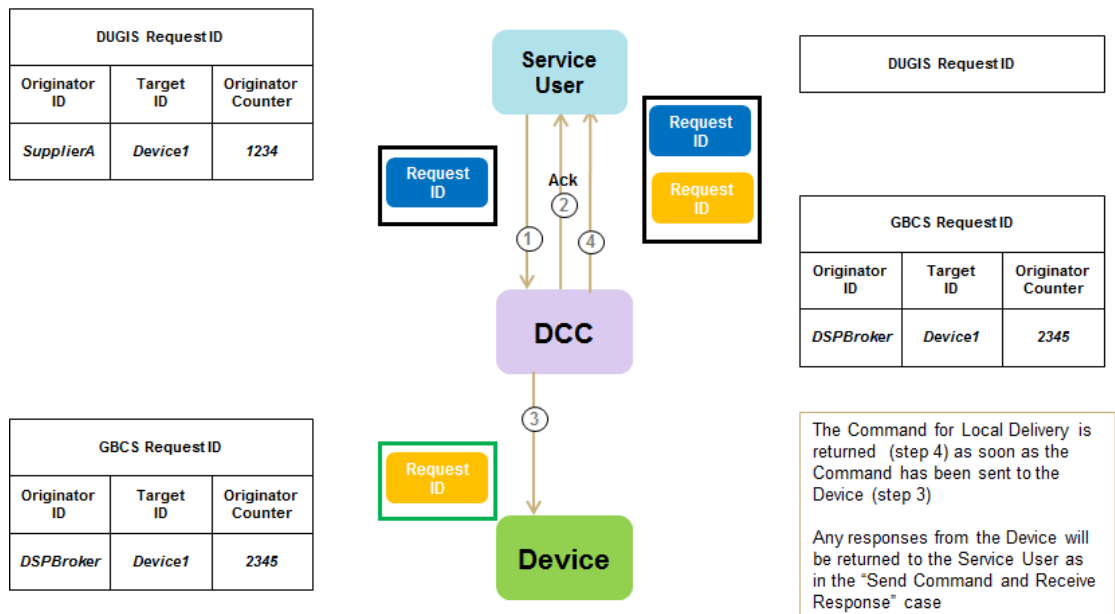 DUGIS Request ID
Originator ID
Target ID
Originator Counter
SupplierA
Device1
1234
Service
User
DUGIS Request ID
Request
ID
Request
ID
Request
ID
Ack
2
1
4
GBCS Request ID
Originator ID
Target ID
Originator Counter
DSPBroker
Device1
2345
DCC
3
GBCS Request ID
Originator ID
Target ID
Originator Counter
DSPBroker
Device1
2345
Request
ID
Device
The Command for Local Delivery is
returned (step 4) as soon as the
Command has been sent to the
Device (step 3)
Any responses from the Device will
be returned to the Service User as
in the “Send Command and Receive
Response” case